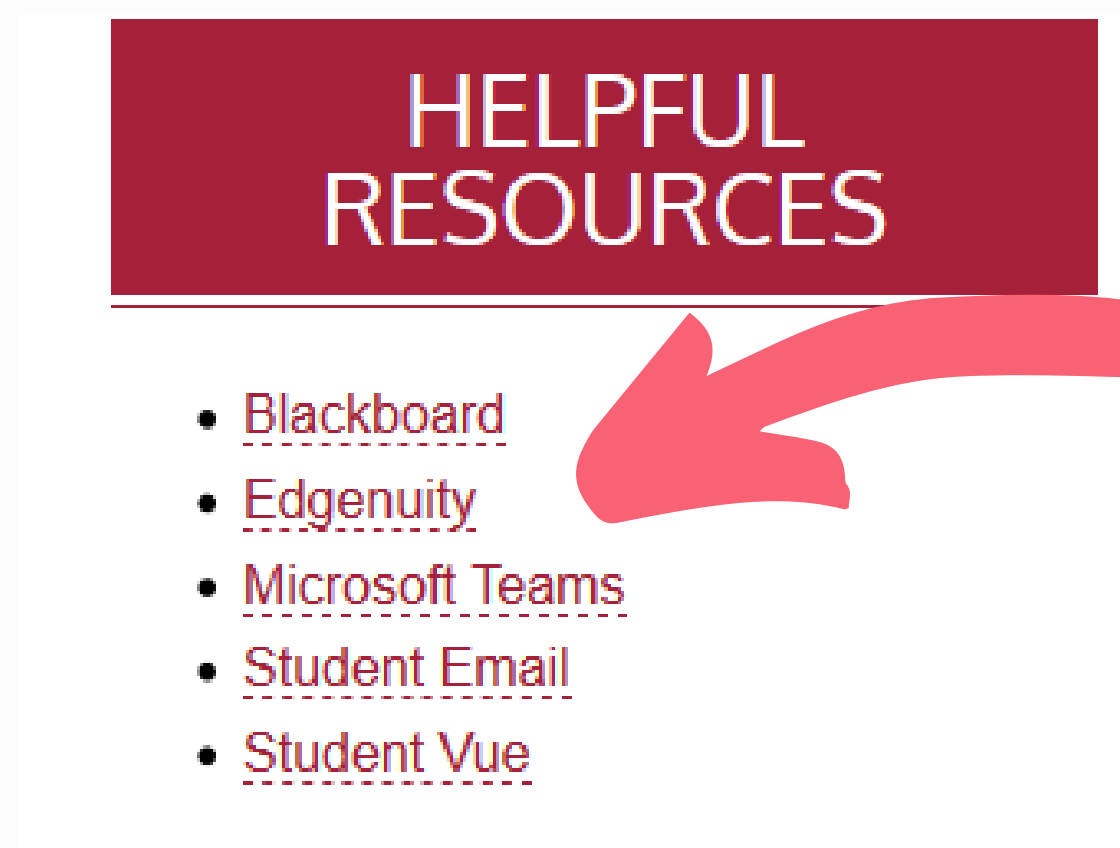 HELPFUL
RESOURCES
Blackboard
Edgenuity
Microsoft Teams
Student Email
Student Vue